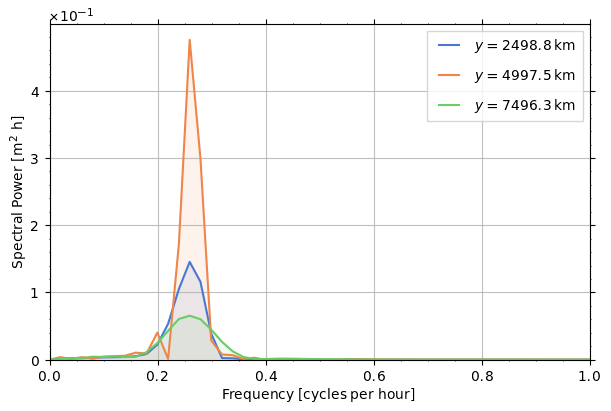 ×10⁻¹
Spectral Power [m² h]
4
3
2
1
0
y = 2498.8 km
y = 4997.5 km
y = 7496.3 km
0.0 0.2 0.4 0.6 0.8 1.0
Frequency [cycles per hour]